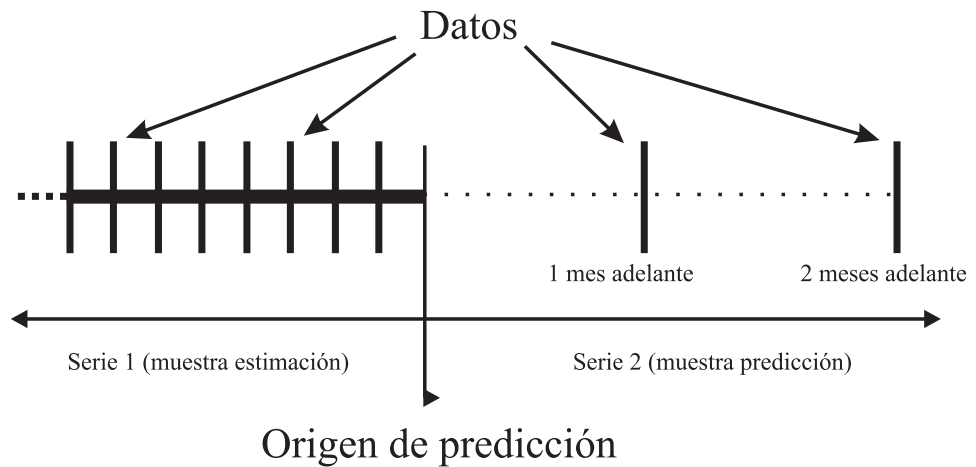 Datos
1 mes adelante
2 meses adelante
Serie 1 (muestra estimación)
Serie 2 (muestra predicción)
Origen de predicción